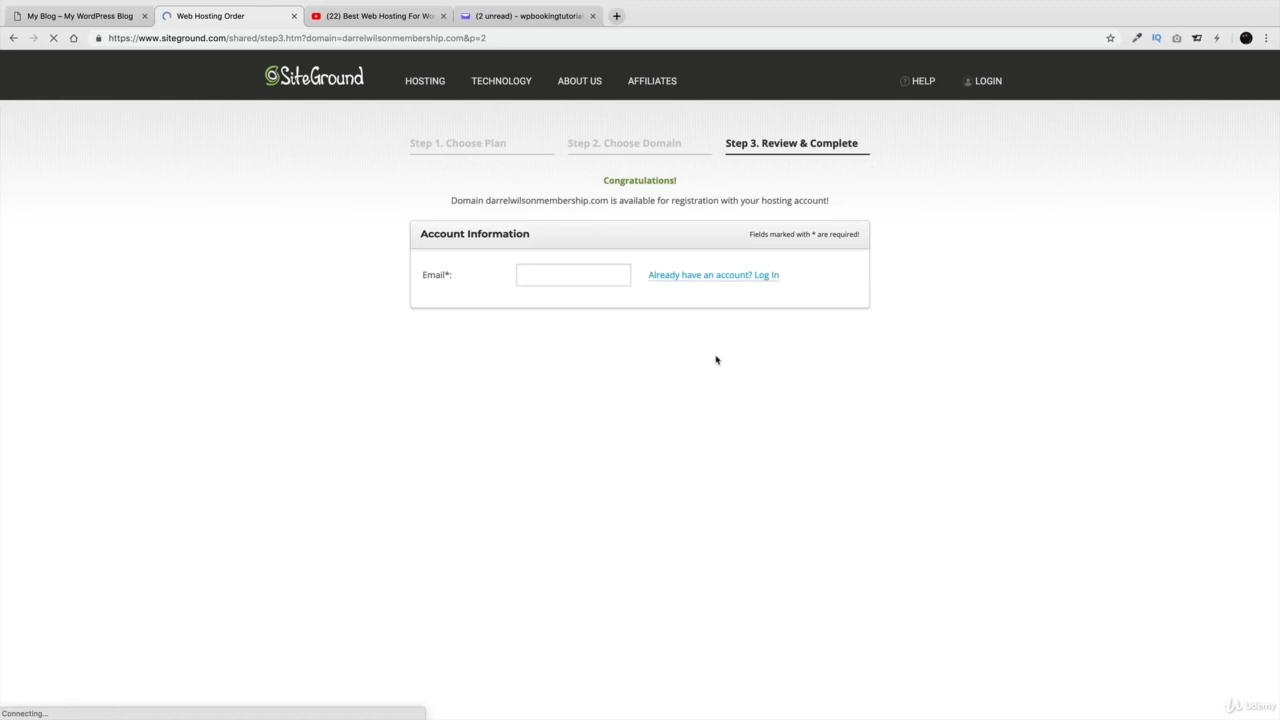 My Blog – My WordPress Blog
Web Hosting Order
(22) Best Web Hosting For Wo
(2 unread) - wpbookingtutorial
https://www.siteground.com/shared/step3.htm?domain=darrelwilsonmembership.com&p=2
IQ
SiteGround
HOSTING TECHNOLOGY ABOUT US AFFILIATES HELP LOGIN
Step 1. Choose Plan Step 2. Choose Domain Step 3. Review & Complete
Congratulations!
Domain darrelwilsonmembership.com is available for registration with your hosting account!
Account Information Fields marked with * are required!
Email*: Already have an account? Log In
Connecting...
Udemy